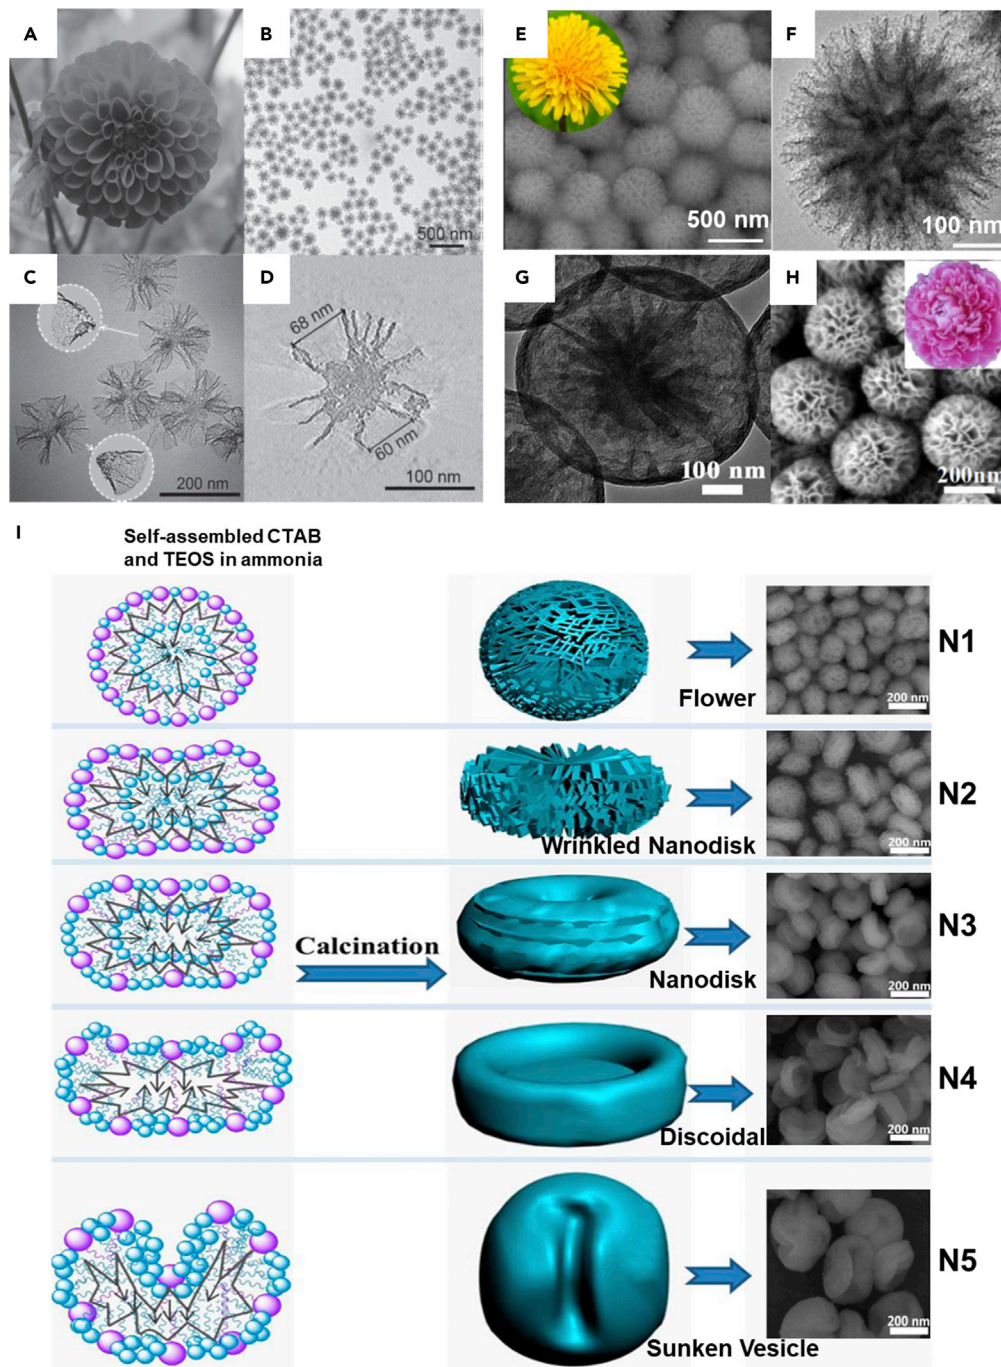 A
B
500 nm
E
500 nm
F
100 nm
C
200 nm
D
68 nm
60 nm
100 nm
G
100 nm
H
200nm
I
Self-assembled CTAB
and TEOS in ammonia
Flower
200 nm
N1
Wrinkled Nanodisk
200 nm
N2
Calcination
Nanodisk
200 nm
N3
Discoidal
200 nm
N4
Sunken Vesicle
200 nm
N5